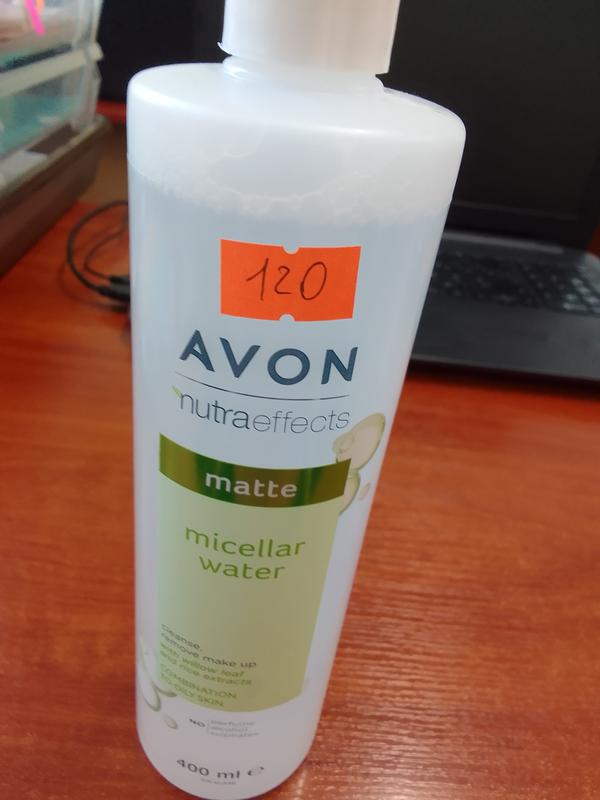 120
AVON
nutraeffects
matte
micellar
water
cleanse,
remove make up
with willow leaf
and rice extracts
COMBINATION
TO OILY SKIN
NO perfume
alcohol
sulphates
400 ml ℮